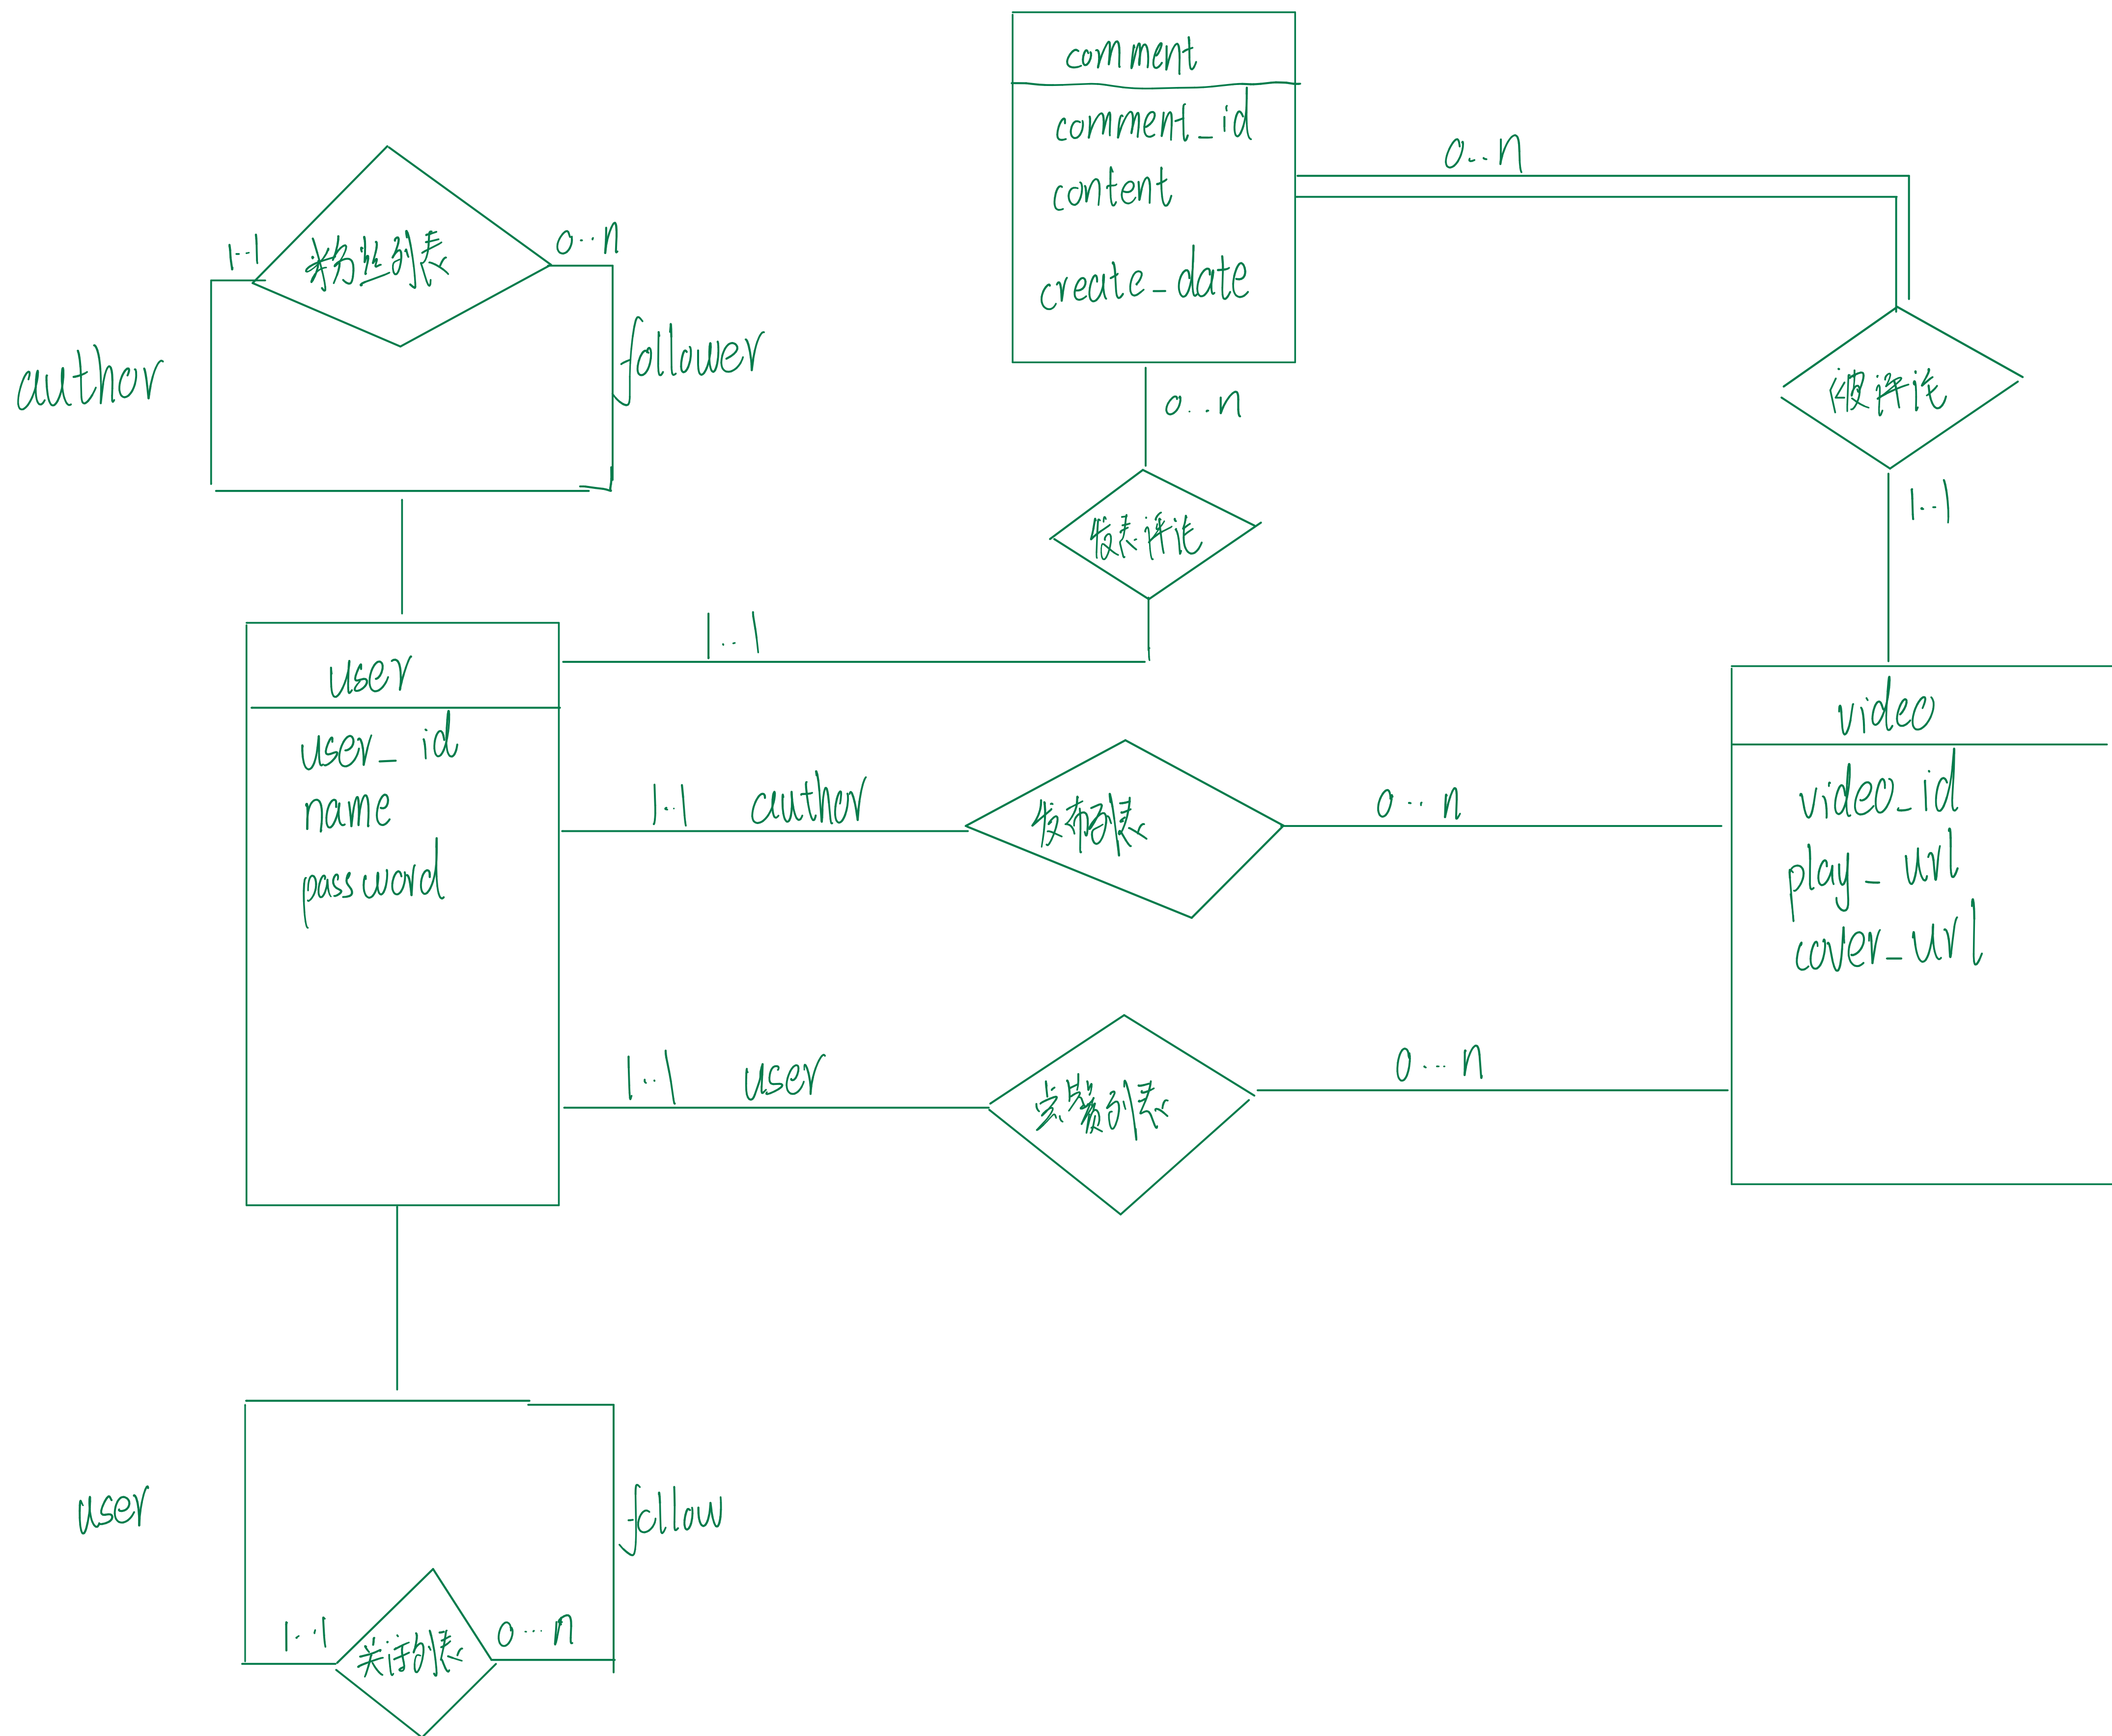 comment
comment_id
content
create_date
0...n
1..1
粉丝列表
0...n
author
follower
0...n
被评论
1..1
发表评论
1..1
user
user_id
name
password
video
video_id
play_url
cover_url
1..1
author
发布列表
0...n
1..1
user
点赞列表
0...n
user
follow
1..1
关注列表
0...n